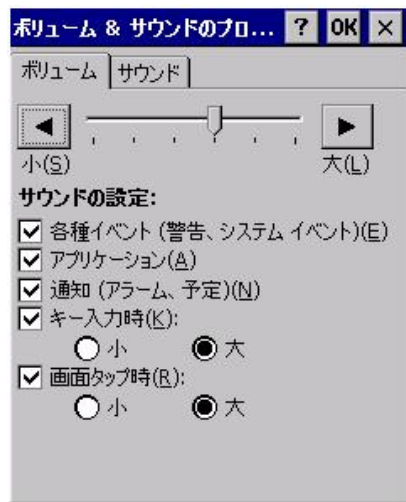 ボリューム & サウンドのプロ... ? OK ×
ボリューム サウンド
小(S) 大(L)
サウンドの設定:
各種イベント (警告、システム イベント)(E)
アプリケーション(A)
通知 (アラーム、予定)(N)
キー入力時(K):
小 大
画面タップ時(R):
小 大